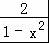 2
1 - x²